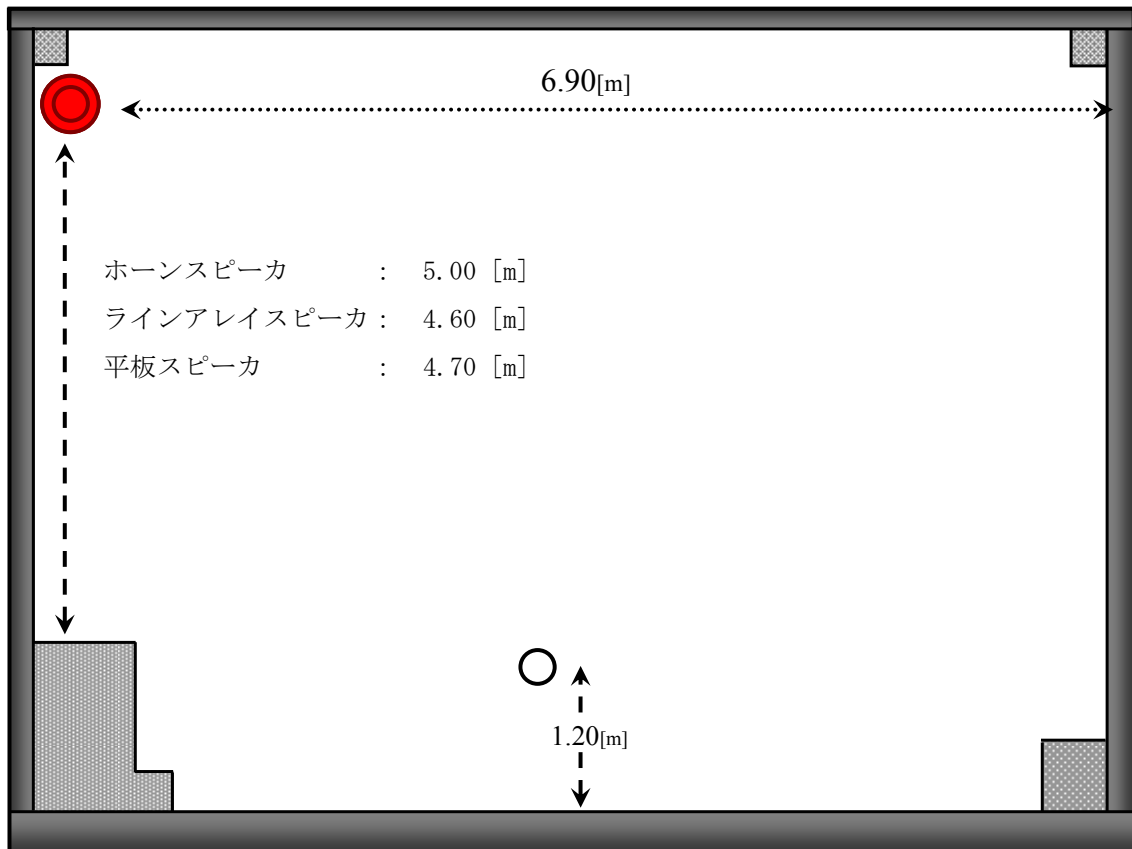 6.90[m]
ホーンスピーカ : 5.00 [m]
ラインアレイスピーカ : 4.60 [m]
平板スピーカ : 4.70 [m]
1.20[m]